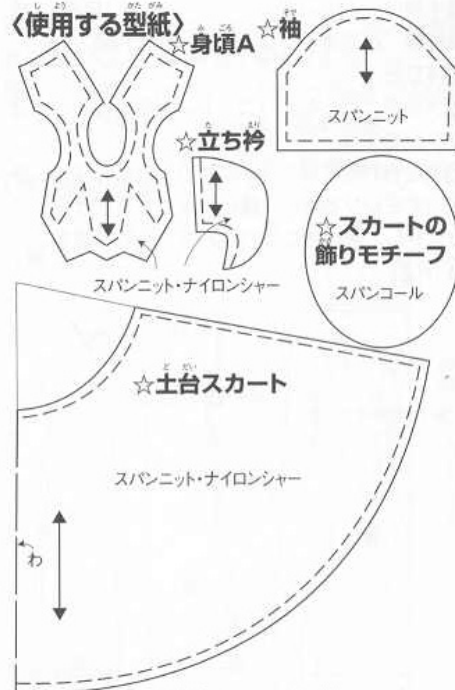 〈使用する型紙〉
☆身頃A
☆袖
スパンニット
☆立ち衿
☆スカートの
飾りモチーフ
スパンコール
スパンニット・ナイロンシャー
☆土台スカート
スパンニット・ナイロンシャー
わ